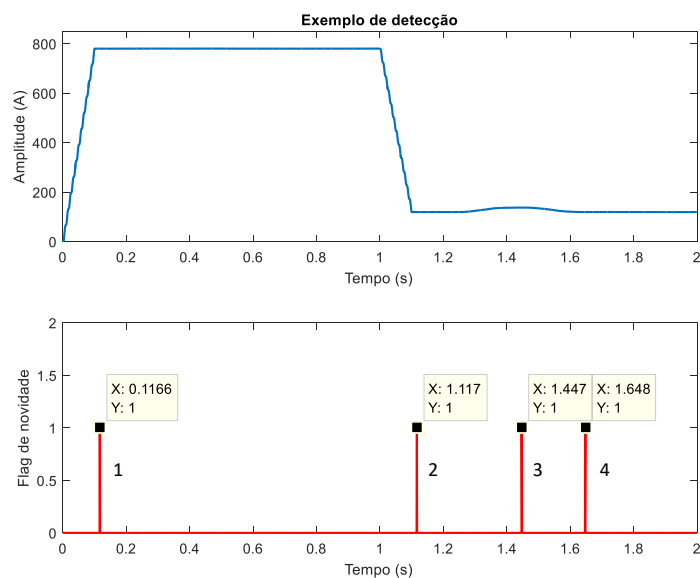 Exemplo de detecção
800
600
400
200
0
Amplitude (A)
0 0.2 0.4 0.6 0.8 1 1.2 1.4 1.6 1.8 2
Tempo (s)
2
1.5
1
0.5
0
Flag de novidade
X: 0.1166
Y: 1
X: 1.117
Y: 1
X: 1.447
Y: 1
X: 1.648
Y: 1
1 2 3 4
0 0.2 0.4 0.6 0.8 1 1.2 1.4 1.6 1.8 2
Tempo (s)